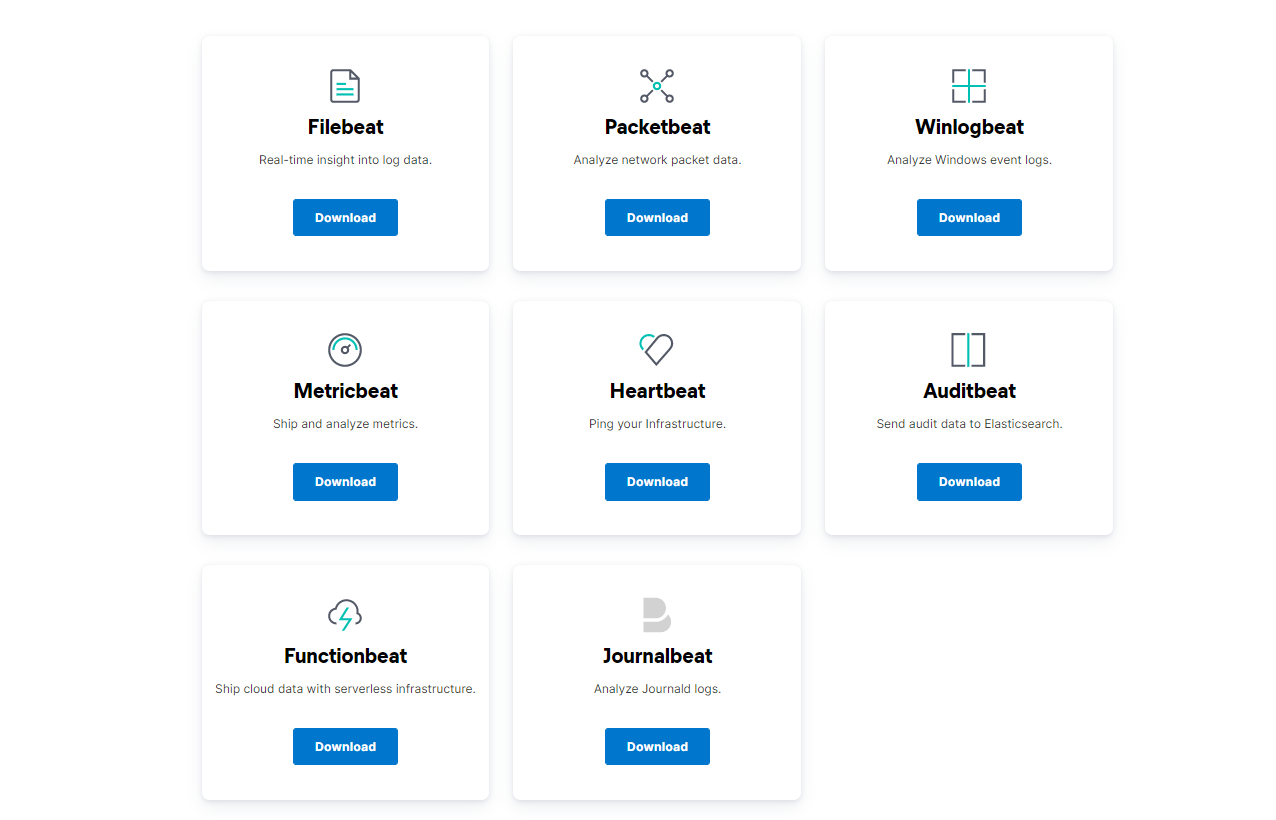 Filebeat
Real-time insight into log data.
Download
Packetbeat
Analyze network packet data.
Download
Winlogbeat
Analyze Windows event logs.
Download
Metricbeat
Ship and analyze metrics.
Download
Heartbeat
Ping your Infrastructure.
Download
Auditbeat
Send audit data to Elasticsearch.
Download
Functionbeat
Ship cloud data with serverless infrastructure.
Download
Journalbeat
Analyze Journald logs.
Download